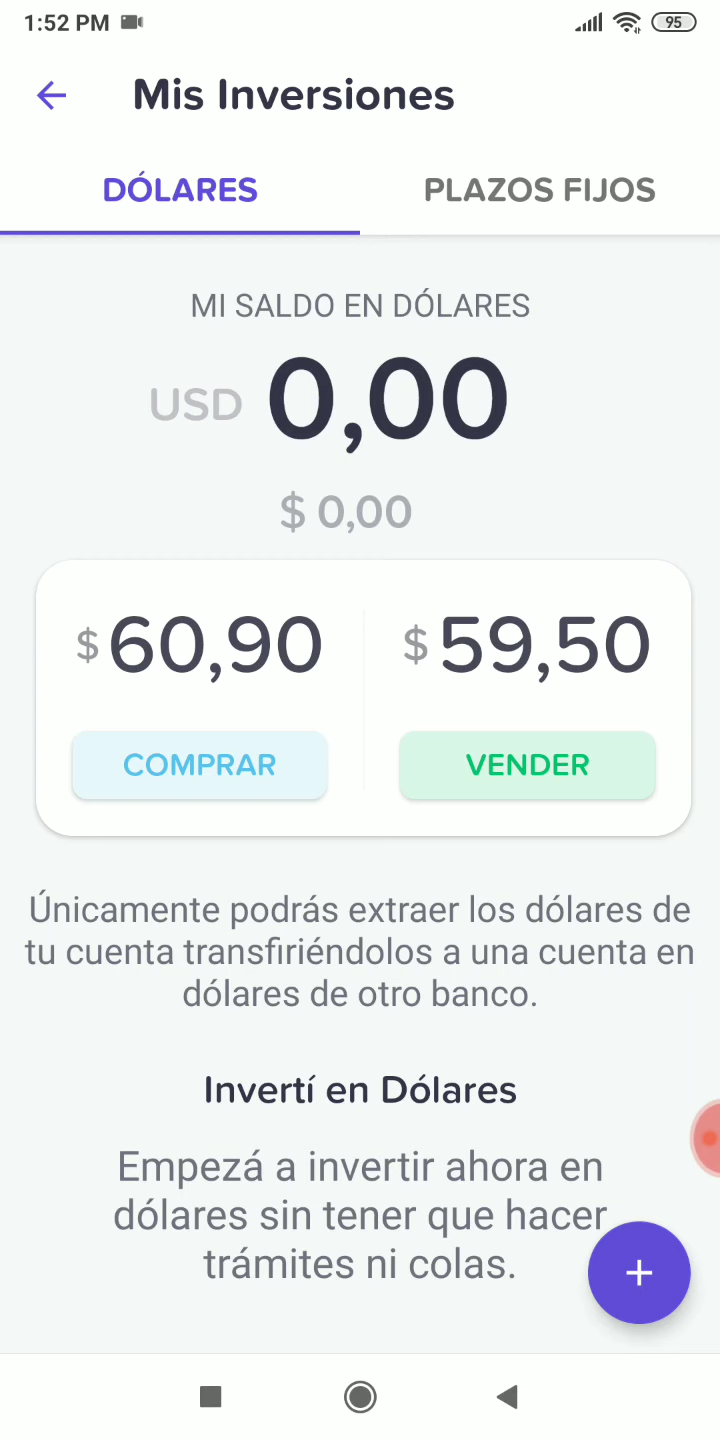 1:52 PM 95
Mis Inversiones
DÓLARES PLAZOS FIJOS
MI SALDO EN DÓLARES
USD 0,00
$ 0,00
$ 60,90 $ 59,50
COMPRAR VENDER
Únicamente podrás extraer los dólares de
tu cuenta transfiriéndolos a una cuenta en
dólares de otro banco.
Invertí en Dólares
Empezá a invertir ahora en
dólares sin tener que hacer
trámites ni colas.
+